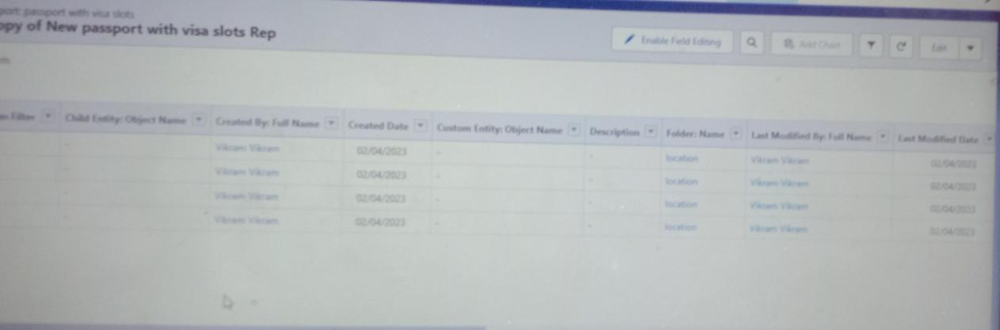 port: passport with visa slots
opy of New passport with visa slots Rep
Enable Field Editing Add Chart Edit
Filter Child Entity: Object Name Created By: Full Name Created Date Custom Entity: Object Name Description Folder: Name Last Modified By: Full Name Last Modified Date
- Vikram Vikram 02/04/2023 - - location Vikram Vikram 02/04/2023
- Vikram Vikram 02/04/2023 - - location Vikram Vikram 02/04/2023
- Vikram Vikram 02/04/2023 - - location Vikram Vikram 02/04/2023
- Vikram Vikram 02/04/2023 - - location Vikram Vikram 02/04/2023